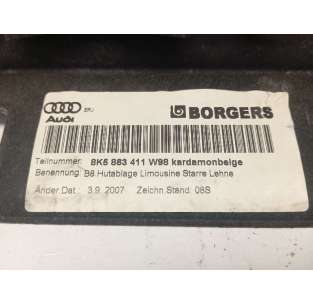 BORGERS
Audi
Teilnummer: 8K5 863 411 W98 kardamonbeige
Benennung: B8 Hutablage Limousine Starre Lehne
Änder.Dat.: 3.9. 2007 Zeichn.Stand: 08S